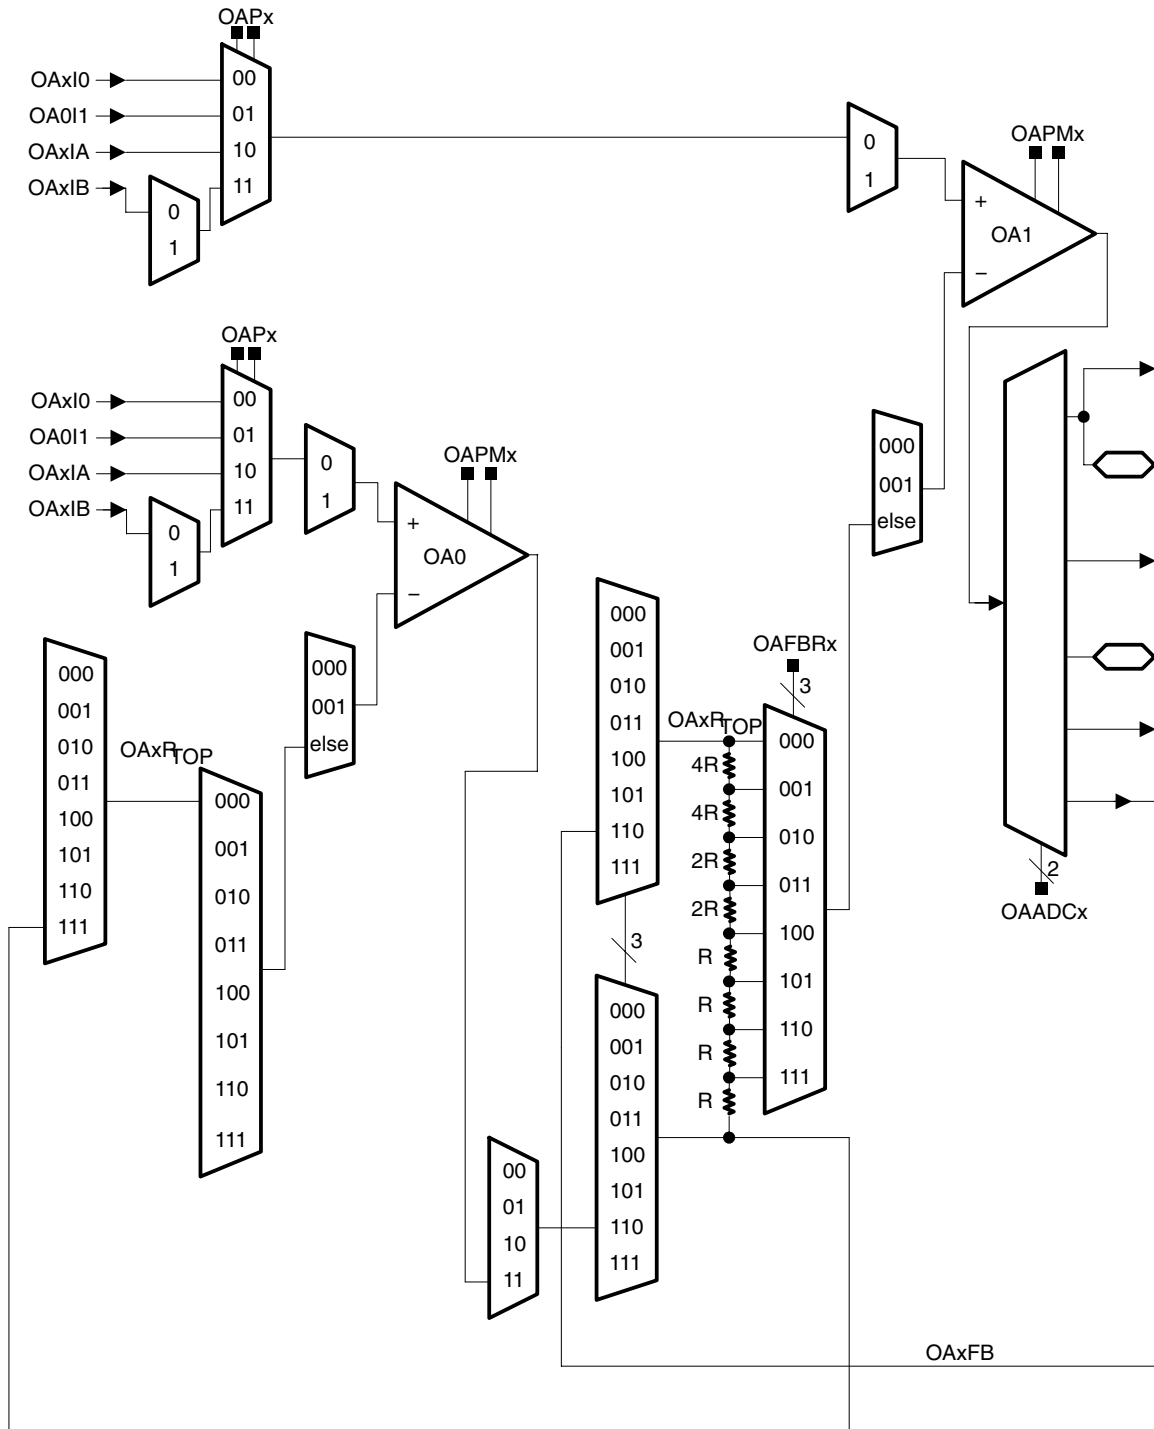 OAPx
OAxI0
OA0I1
OAxIA
OAxIB
00
01
10
11
0
1
0
1
OAPMx
+
OA1
−
OAPx
OAxI0
OA0I1
OAxIA
OAxIB
00
01
10
11
0
1
0
1
OAPMx
+
OA0
−
000
001
else
000
001
else
000
001
010
011
100
101
110
111
OAxRTOP
000
001
010
011
100
101
110
111
000
001
010
011
100
101
110
111
3
OAxRTOP
4R
4R
2R
2R
R
R
R
R
OAFBRx
3
000
001
010
011
100
101
110
111
2
OAADCx
000
001
010
011
100
101
110
111
00
01
10
11
OAxFB